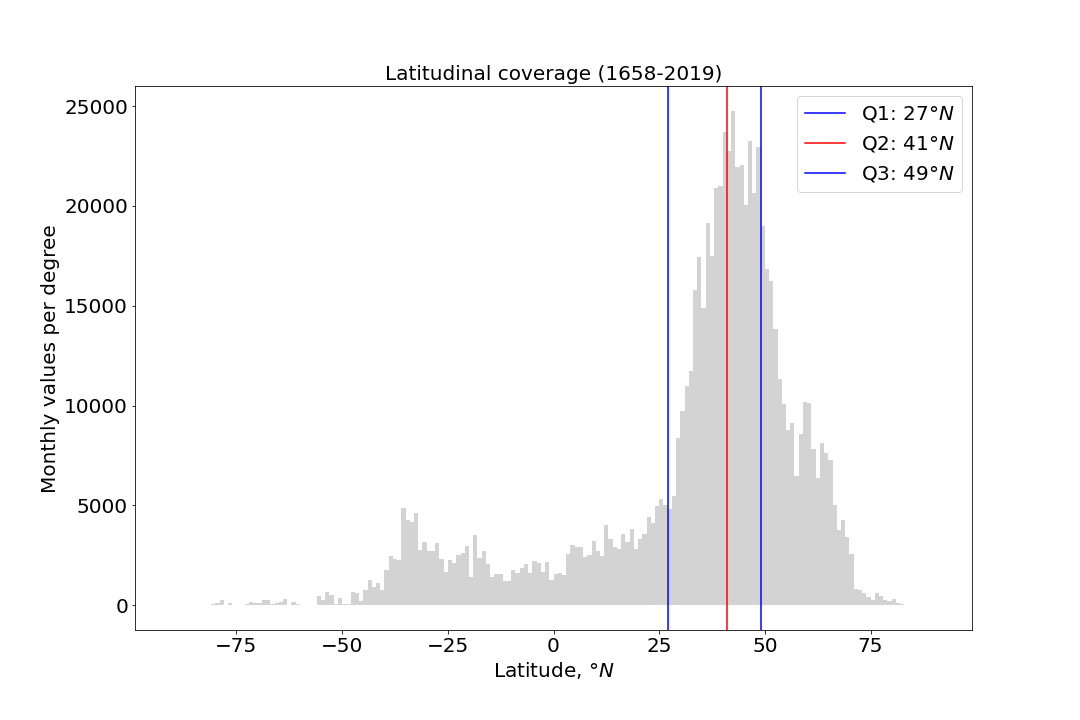 Latitudinal coverage (1658-2019)
25000
20000
15000
10000
5000
0
Monthly values per degree
Q1: 27°N
Q2: 41°N
Q3: 49°N
−75 −50 −25 0 25 50 75
Latitude, °N